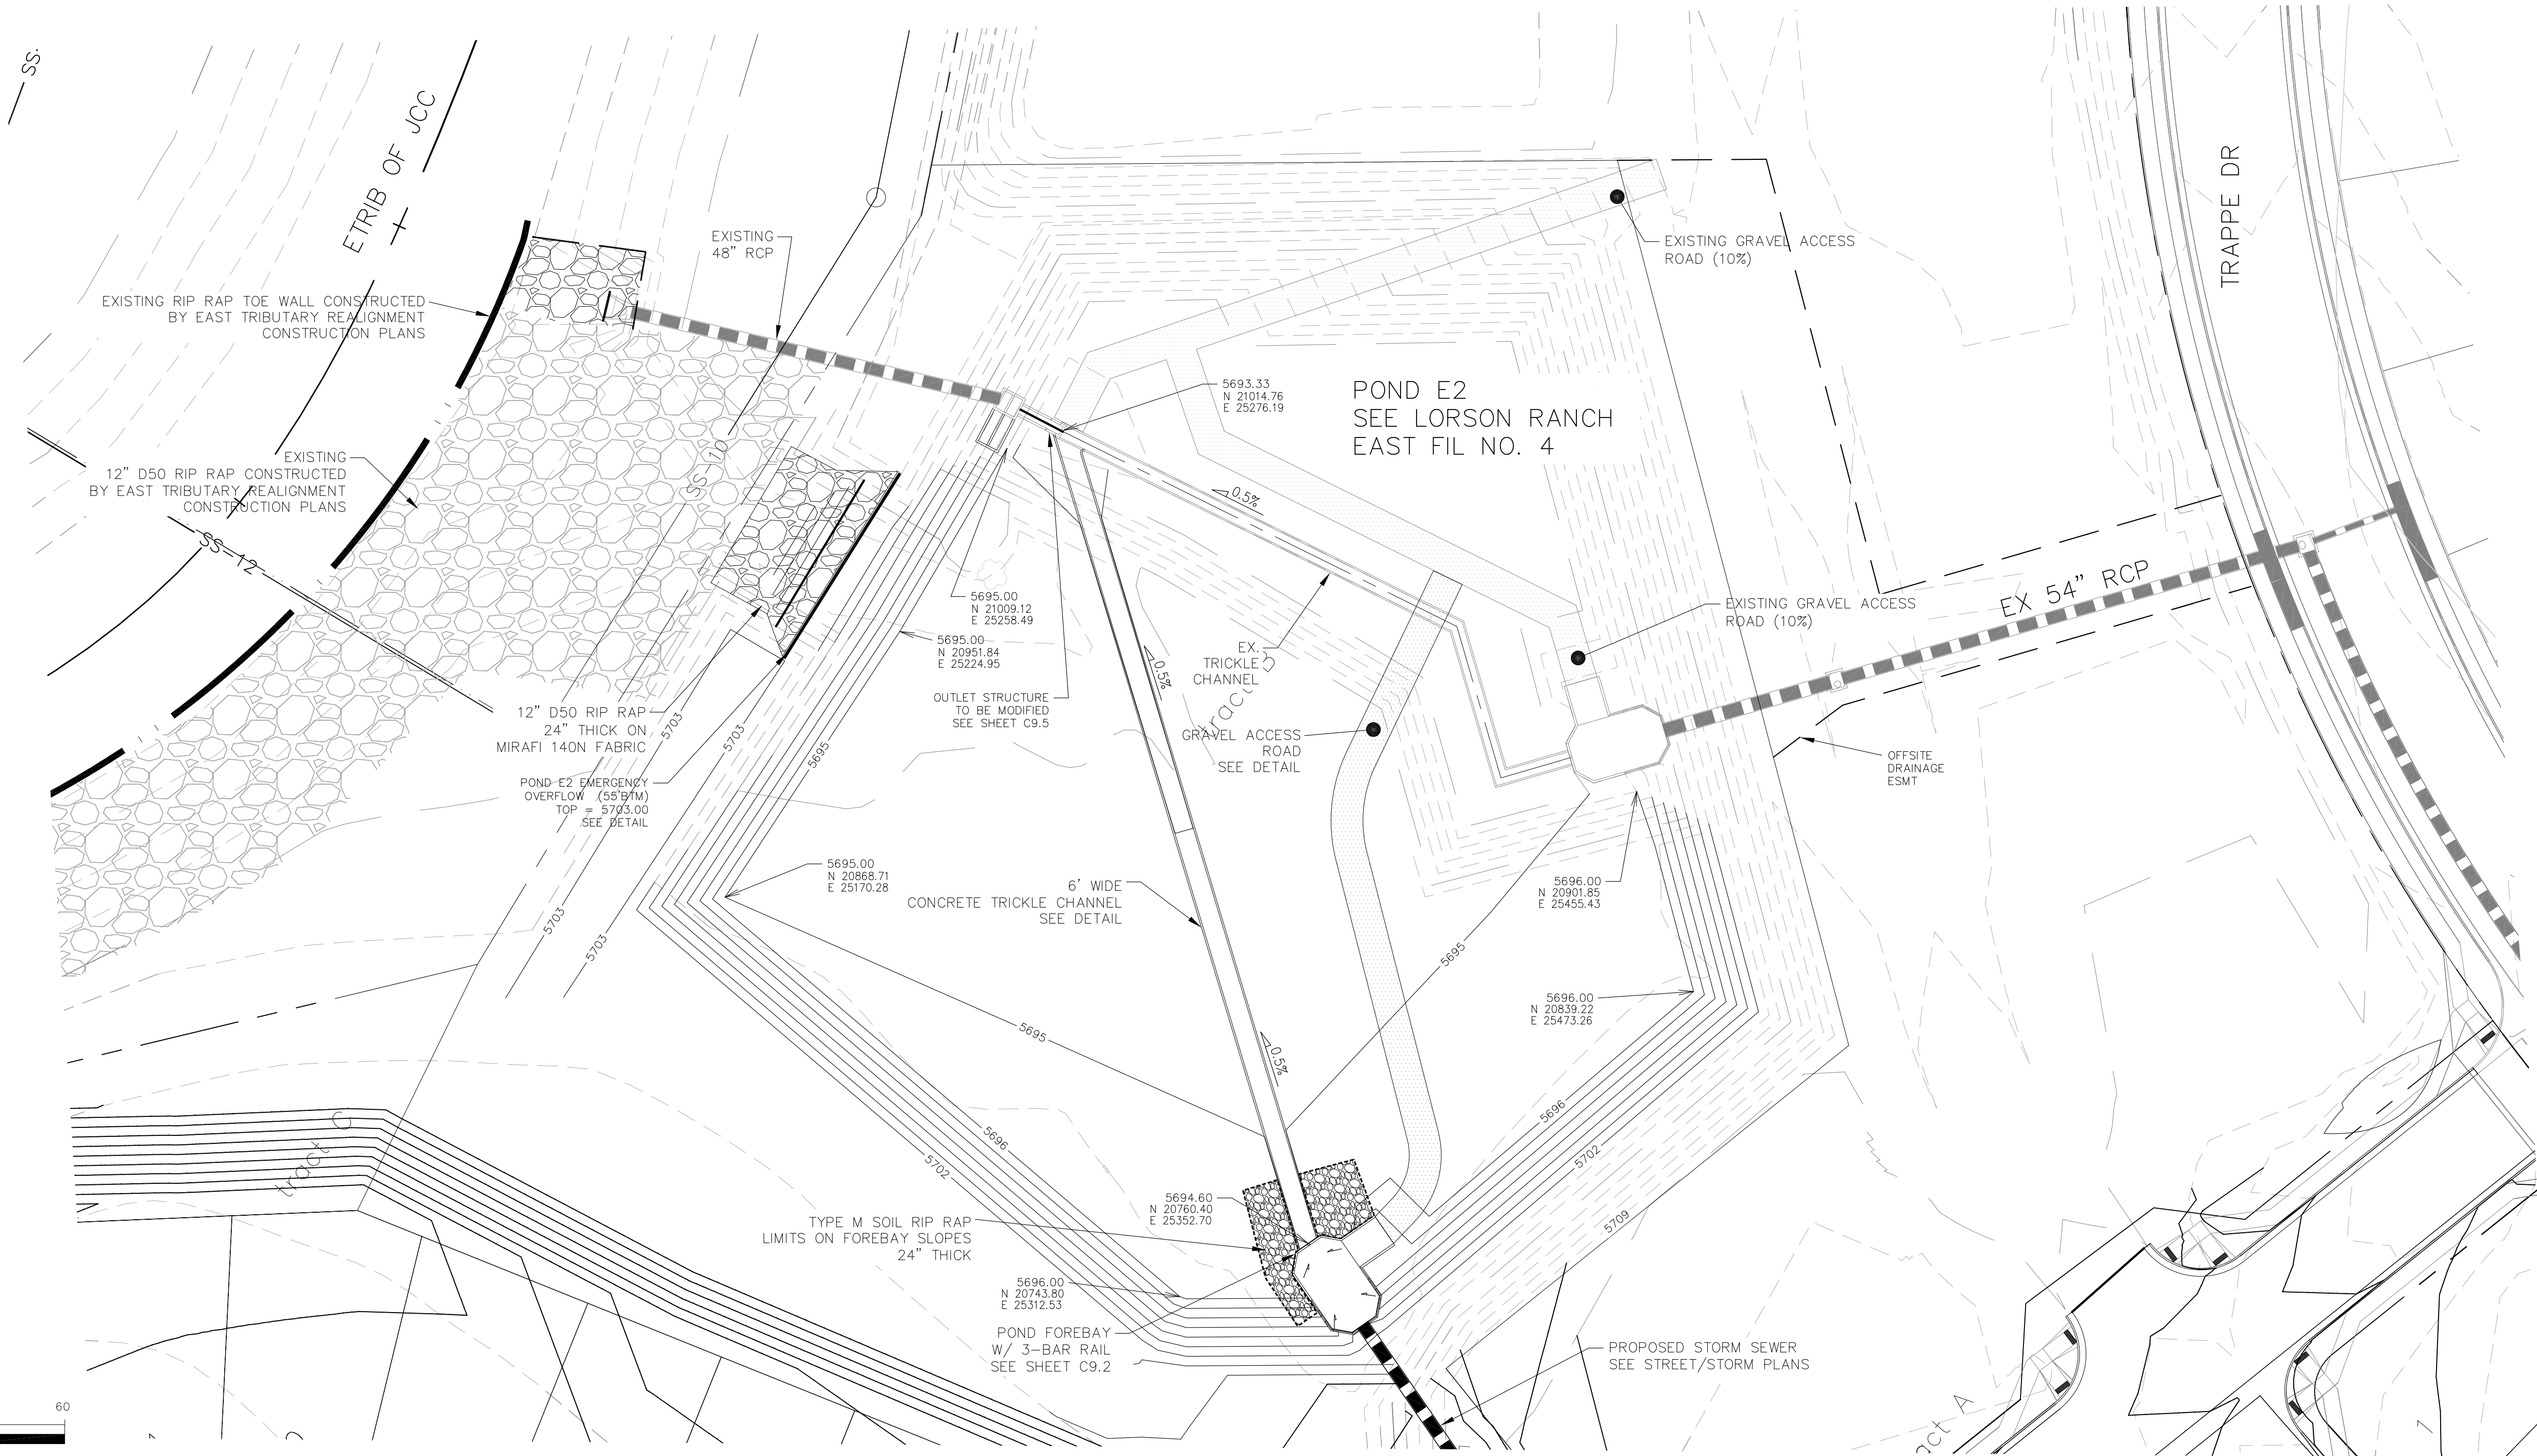 SS.
ETRIB OF JCC
EXISTING
48" RCP
EXISTING GRAVEL ACCESS
ROAD (10%)
TRAPPE DR
EXISTING RIP RAP TOE WALL CONSTRUCTED
BY EAST TRIBUTARY REALIGNMENT
CONSTRUCTION PLANS
5693.33
N 21014.76
E 25276.19
POND E2
SEE LORSON RANCH
EAST FIL NO. 4
EXISTING
12" D50 RIP RAP CONSTRUCTED
BY EAST TRIBUTARY REALIGNMENT
CONSTRUCTION PLANS
SS-10
0.5%
SS-12
5695.00
N 21009.12
E 25258.49
EXISTING GRAVEL ACCESS
ROAD (10%)
EX 54" RCP
5695.00
N 20951.84
E 25224.95
EX.
TRICKLE
CHANNEL
0.5%
tract D
OUTLET STRUCTURE
TO BE MODIFIED
SEE SHEET C9.5
12" D50 RIP RAP
24" THICK ON
MIRAFI 140N FABRIC
5703
5703
5695
GRAVEL ACCESS
ROAD
SEE DETAIL
OFFSITE
DRAINAGE
ESMT
POND E2 EMERGENCY
OVERFLOW (55'BTM)
TOP = 5703.00
SEE DETAIL
5695.00
N 20868.71
E 25170.28
6' WIDE
CONCRETE TRICKLE CHANNEL
SEE DETAIL
5696.00
N 20901.85
E 25455.43
5703
5703
5695
5696.00
N 20839.22
E 25473.26
5695
0.5%
tract C
5696
5702
5696
5702
5694.60
N 20760.40
E 25352.70
5709
TYPE M SOIL RIP RAP
LIMITS ON FOREBAY SLOPES
24" THICK
5696.00
N 20743.80
E 25312.53
POND FOREBAY
W/ 3-BAR RAIL
SEE SHEET C9.2
PROPOSED STORM SEWER
SEE STREET/STORM PLANS
60